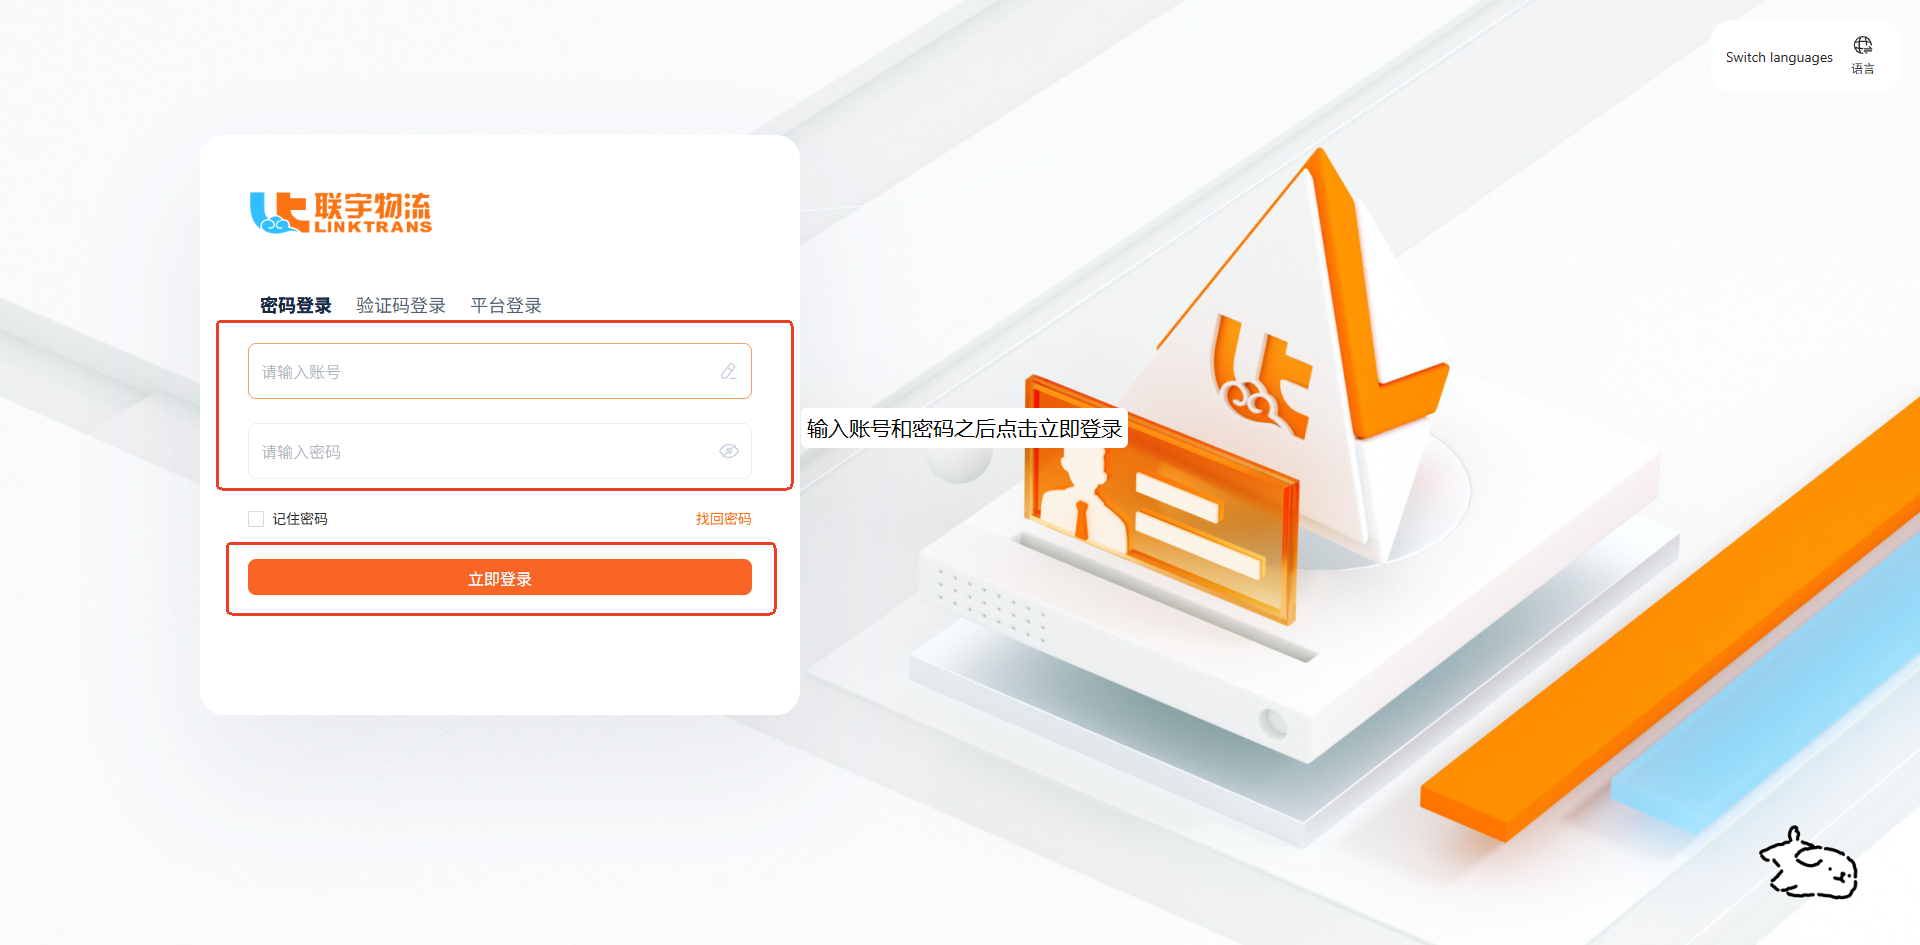 Switch languages
语言
联宇物流
LINKTRANS
密码登录 验证码登录 平台登录
请输入账号
输入账号和密码之后点击立即登录
请输入密码
记住密码 找回密码
立即登录